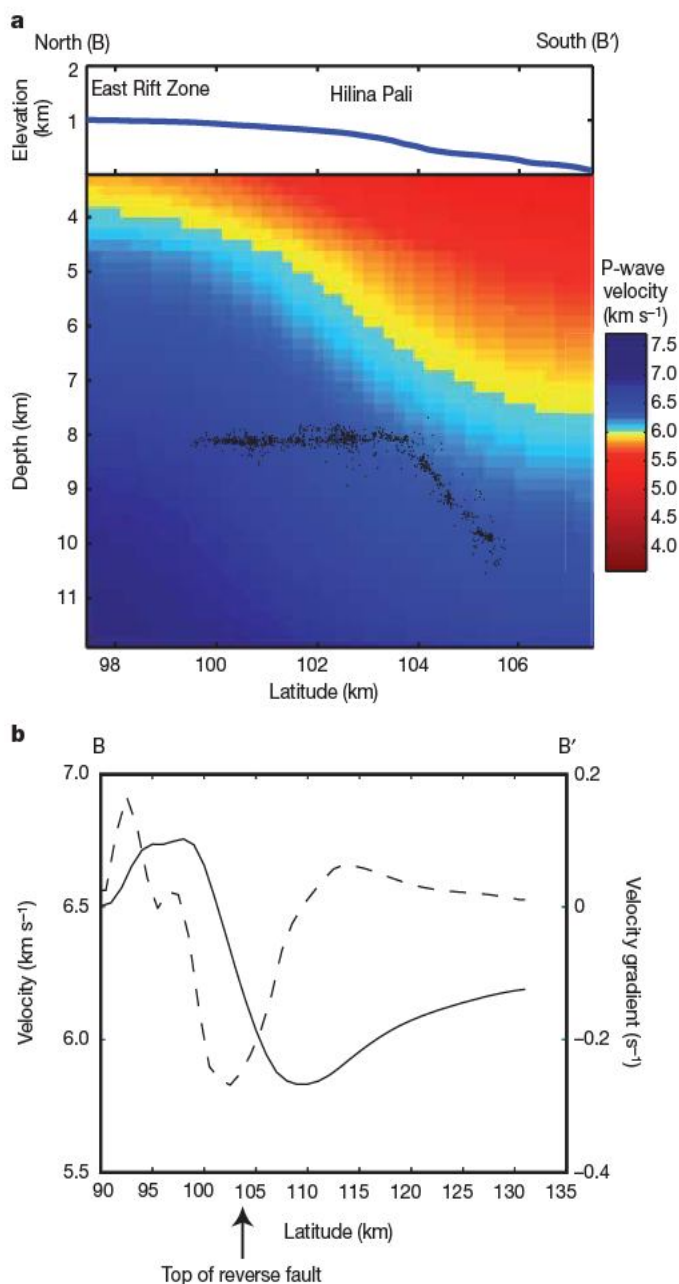 a
North (B)
South (B′)
2
1
Elevation
(km)
East Rift Zone
Hilina Pali
4
5
6
7
8
9
10
11
Depth (km)
98
100
102
104
106
Latitude (km)
P-wave
velocity
(km s⁻¹)
7.5
7.0
6.5
6.0
5.5
5.0
4.5
4.0
b
B
B′
7.0
6.5
6.0
5.5
Velocity (km s⁻¹)
0.2
0
−0.2
−0.4
Velocity gradient (s⁻¹)
90
95
100
105
110
115
120
125
130
135
Latitude (km)
Top of reverse fault